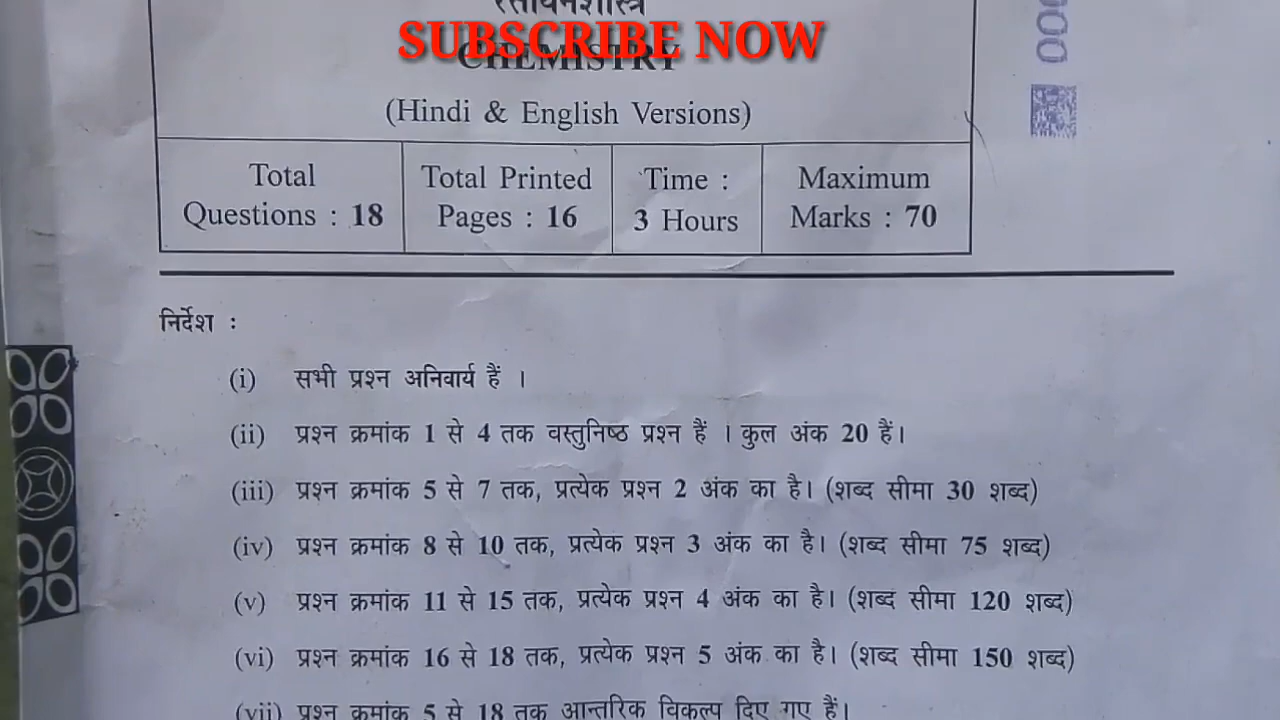 रसायनशास्त्र
SUBSCRIBE NOW
CHEMISTRY
(Hindi & English Versions)
Total Questions : 18
Total Printed Pages : 16
Time : 3 Hours
Maximum Marks : 70
000
निर्देश :
(i) सभी प्रश्न अनिवार्य हैं ।
(ii) प्रश्न क्रमांक 1 से 4 तक वस्तुनिष्ठ प्रश्न हैं । कुल अंक 20 हैं।
(iii) प्रश्न क्रमांक 5 से 7 तक, प्रत्येक प्रश्न 2 अंक का है। (शब्द सीमा 30 शब्द)
(iv) प्रश्न क्रमांक 8 से 10 तक, प्रत्येक प्रश्न 3 अंक का है। (शब्द सीमा 75 शब्द)
(v) प्रश्न क्रमांक 11 से 15 तक, प्रत्येक प्रश्न 4 अंक का है। (शब्द सीमा 120 शब्द)
(vi) प्रश्न क्रमांक 16 से 18 तक, प्रत्येक प्रश्न 5 अंक का है। (शब्द सीमा 150 शब्द)
(vii) प्रश्न क्रमांक 5 से 18 तक आन्तरिक विकल्प दिए गए हैं।